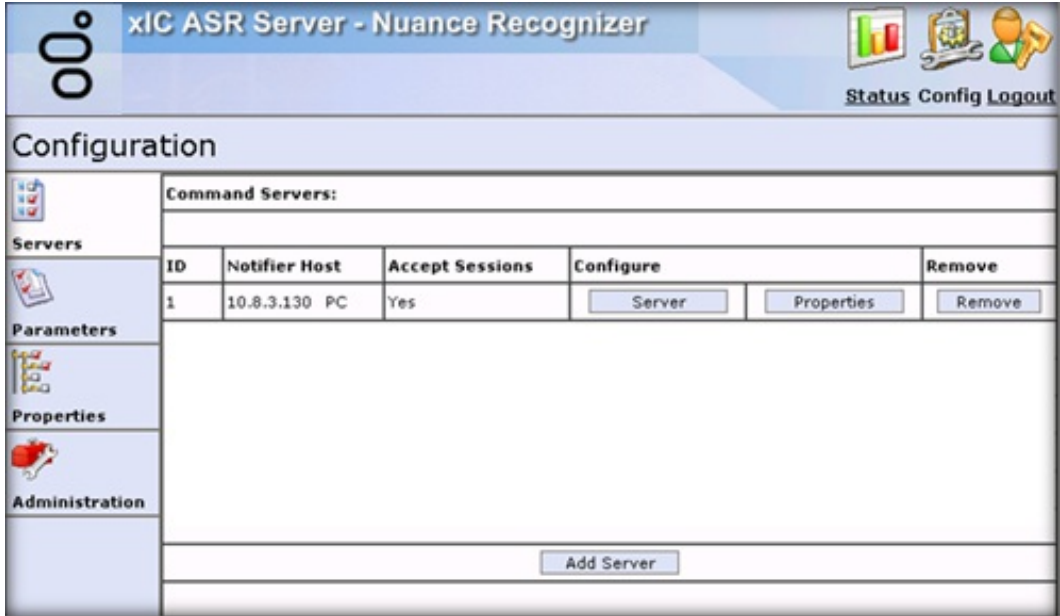 xIC ASR Server - Nuance Recognizer
Status Config Logout
Configuration
Servers
Parameters
Properties
Administration
Command Servers:
ID Notifier Host Accept Sessions Configure Remove
1 10.8.3.130 PC Yes Server Properties Remove
Add Server